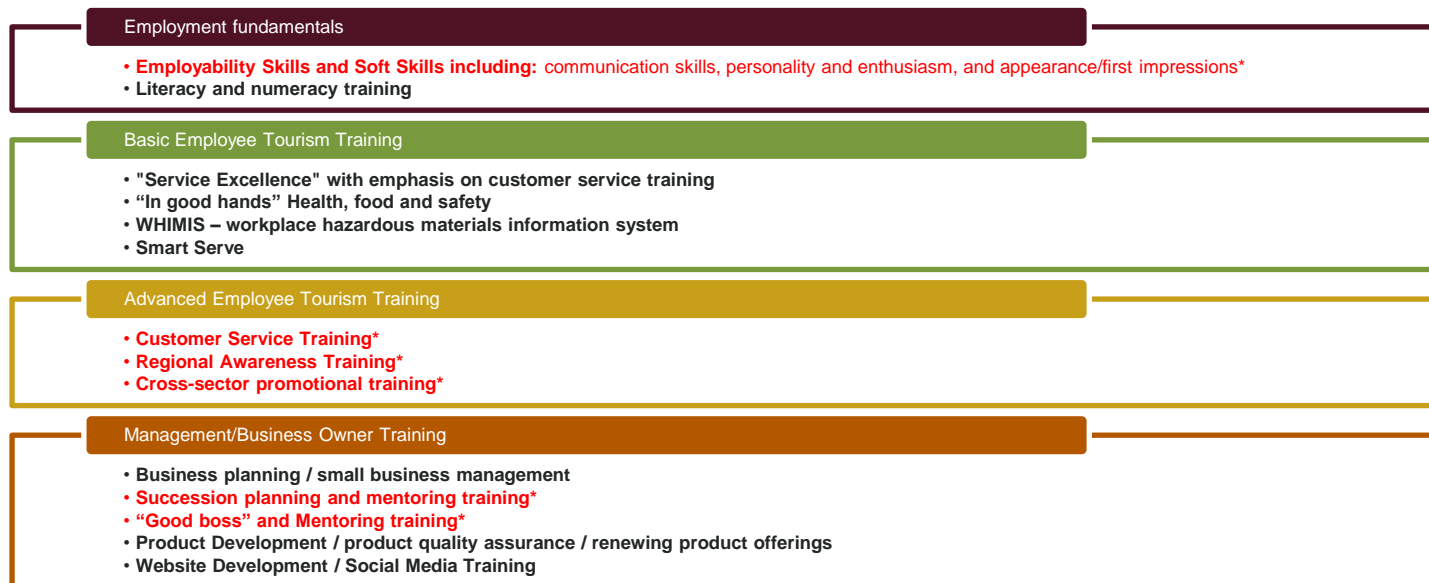 Employment fundamentals
• Employability Skills and Soft Skills including: communication skills, personality and enthusiasm, and appearance/first impressions*
• Literacy and numeracy training
Basic Employee Tourism Training
• "Service Excellence" with emphasis on customer service training
• “In good hands” Health, food and safety
• WHIMIS – workplace hazardous materials information system
• Smart Serve
Advanced Employee Tourism Training
• Customer Service Training*
• Regional Awareness Training*
• Cross-sector promotional training*
Management/Business Owner Training
• Business planning / small business management
• Succession planning and mentoring training*
• “Good boss” and Mentoring training*
• Product Development / product quality assurance / renewing product offerings
• Website Development / Social Media Training